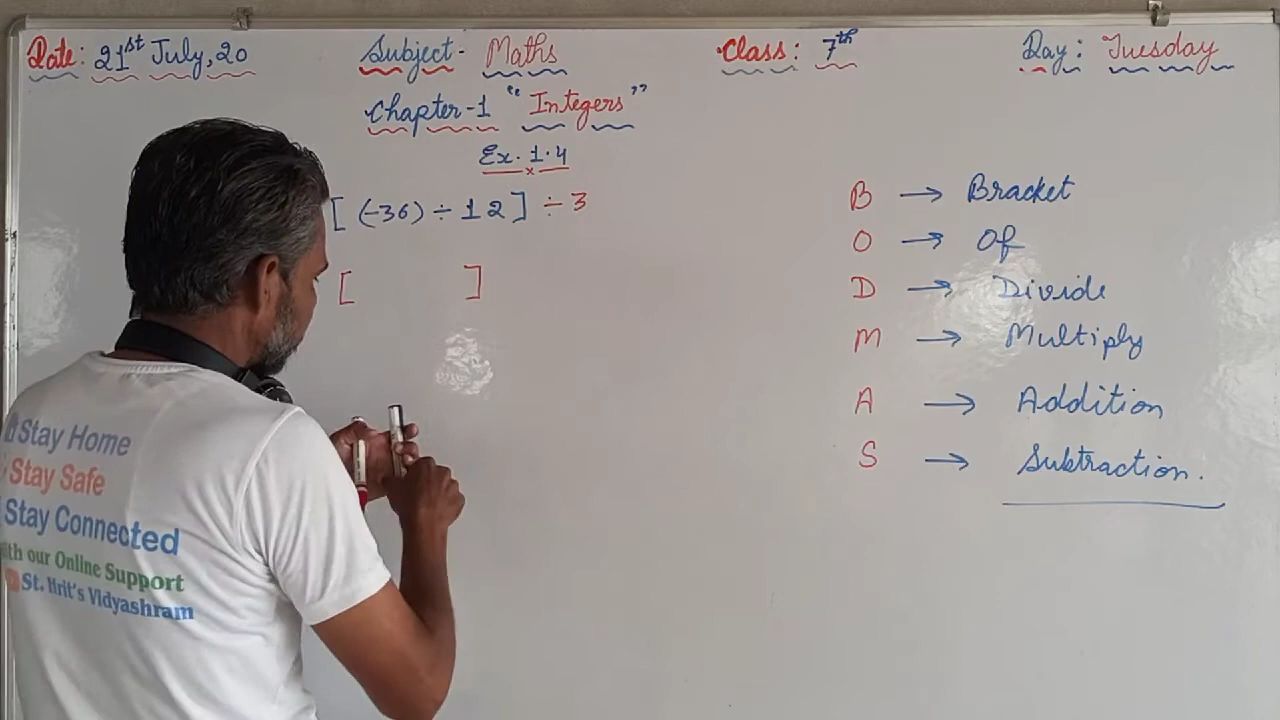 Date: 21st July, 20 Subject- Maths Class: 7th Day: Tuesday
Chapter-1 "Integers"
Ex. 1.4
[ (-36) ÷ 12 ] ÷ 3
[ ]
B → Bracket
O → Of
D → Divide
M → Multiply
A → Addition
S → Subtraction.
Stay Home
Stay Safe
Stay Connected
our Online Support
St. Hrit's Vidyashram